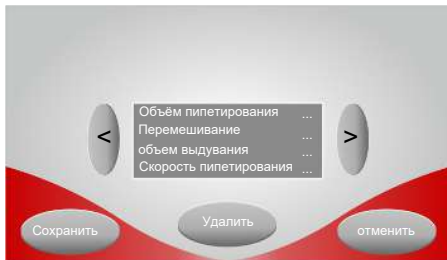 Объём пипетирования ...
Перемешивание ...
< >
объем выдувания ...
Скорость пипетирования ...
Сохранить Удалить отменить